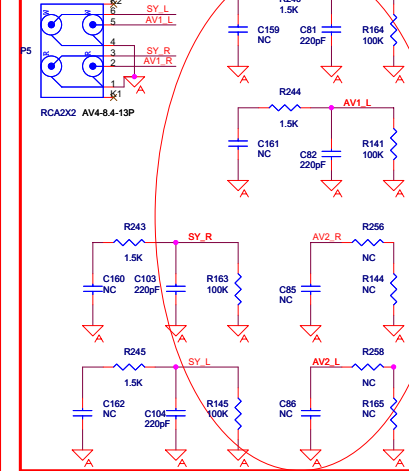 SY_L
6
AV1_L
5
P5
4
SY_R
3
AV1_R
2
1
K1
A
RCA2X2 AV4-8.4-13P
1.5K
C159
NC
C81
220pF
R164
100K
A A A
R244
AV1_L
1.5K
C161
NC
C82
220pF
R141
100K
A A A
R243
SY_R
1.5K
C160
NC
C103
220pF
R163
100K
A A A
AV2_R
R256
NC
C85
NC
R144
NC
A A
R245
SY_L
1.5K
C162
NC
C104
220pF
R145
100K
A A A
AV2_L
R258
NC
C86
NC
R165
NC
A A